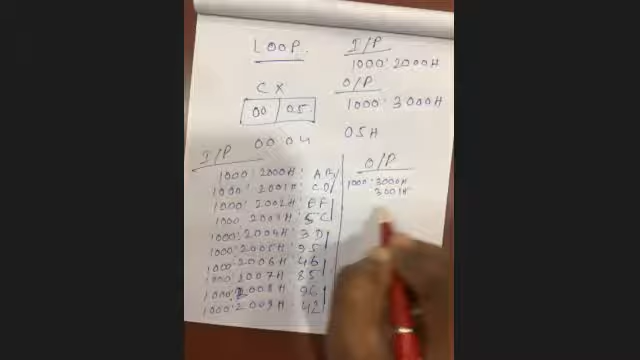 LOOP
I/P
1000:2000H
CX
O/P
00 05
1000:3000H
00 04
05H
I/P
O/P
1000:2000H: AB
1000:3000H
1000:2001H: CD
3001H
1000:2002H: EF
1000:2003H: 5C
1000:2004H: 3D
1000:2005H: 95
1000:2006H: 46
1000:2007H: 85
1000:2008H: 96
1000:2009H: 42